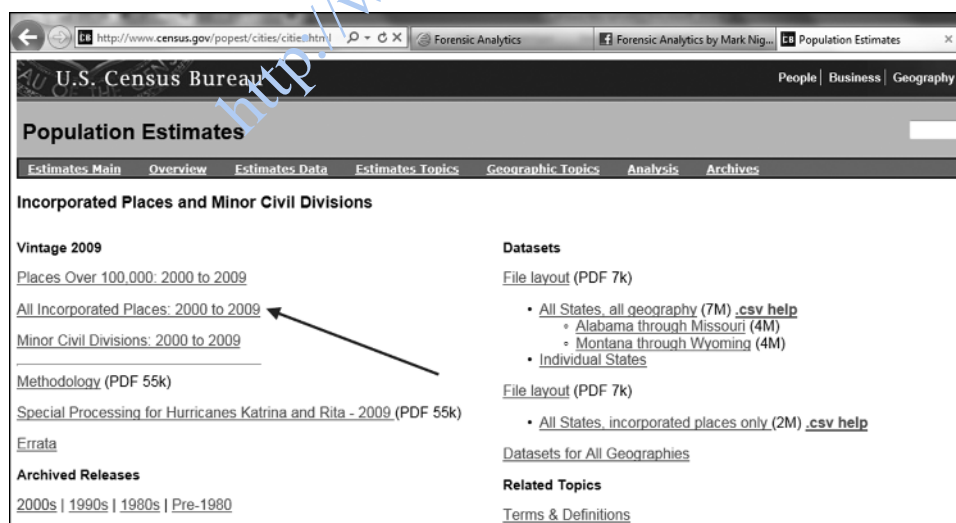 http://w
http://www.census.gov/popest/cities/cities.html
Forensic Analytics
Forensic Analytics by Mark Nig...
Population Estimates
U.S. Census Bureau
People | Business | Geography
Population Estimates
Estimates Main Overview Estimates Data Estimates Topics Geographic Topics Analysis Archives
Incorporated Places and Minor Civil Divisions
Vintage 2009
Places Over 100,000: 2000 to 2009
All Incorporated Places: 2000 to 2009
Minor Civil Divisions: 2000 to 2009
Methodology (PDF 55k)
Special Processing for Hurricanes Katrina and Rita - 2009 (PDF 55k)
Errata
Archived Releases
2000s | 1990s | 1980s | Pre-1980
Datasets
File layout (PDF 7k)
• All States, all geography (7M) .csv help
◦ Alabama through Missouri (4M)
◦ Montana through Wyoming (4M)
• Individual States
File layout (PDF 7k)
• All States, incorporated places only (2M) .csv help
Datasets for All Geographies
Related Topics
Terms & Definitions